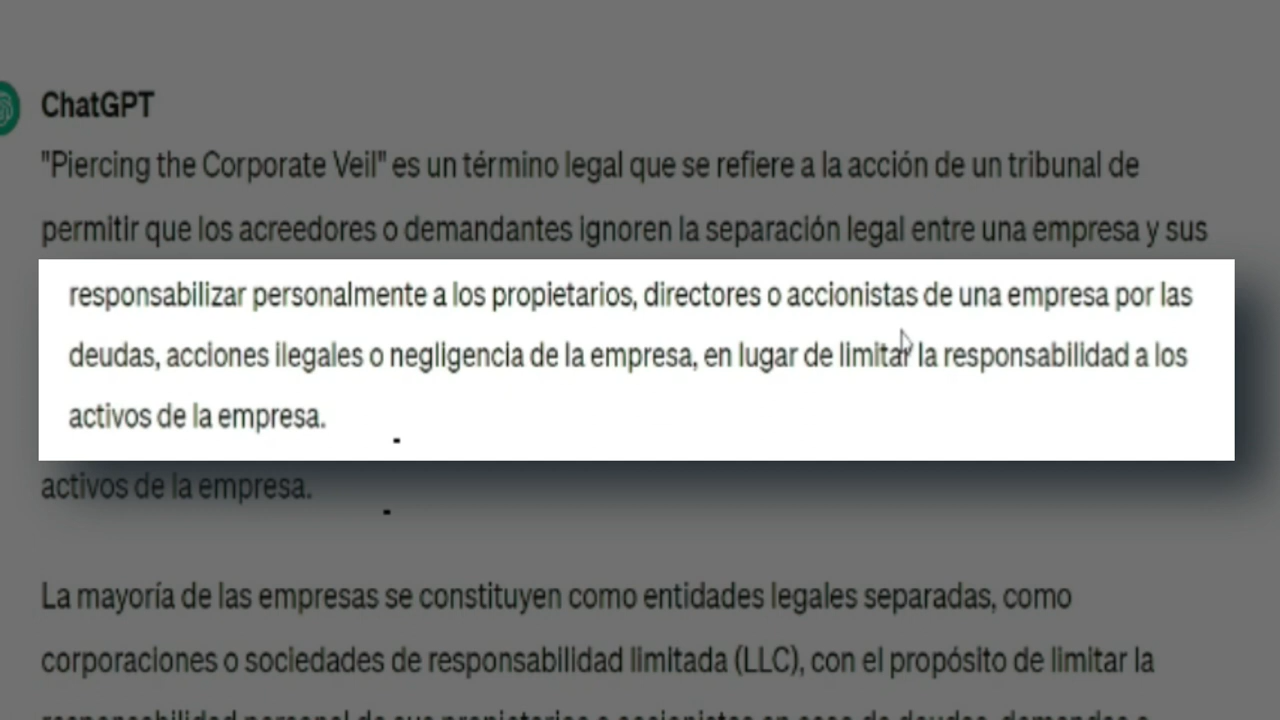 ChatGPT
"Piercing the Corporate Veil" es un término legal que se refiere a la acción de un tribunal de
permitir que los acreedores o demandantes ignoren la separación legal entre una empresa y sus
responsabilizar personalmente a los propietarios, directores o accionistas de una empresa por las
deudas, acciones ilegales o negligencia de la empresa, en lugar de limitar la responsabilidad a los
activos de la empresa.
activos de la empresa.
La mayoría de las empresas se constituyen como entidades legales separadas, como
corporaciones o sociedades de responsabilidad limitada (LLC), con el propósito de limitar la